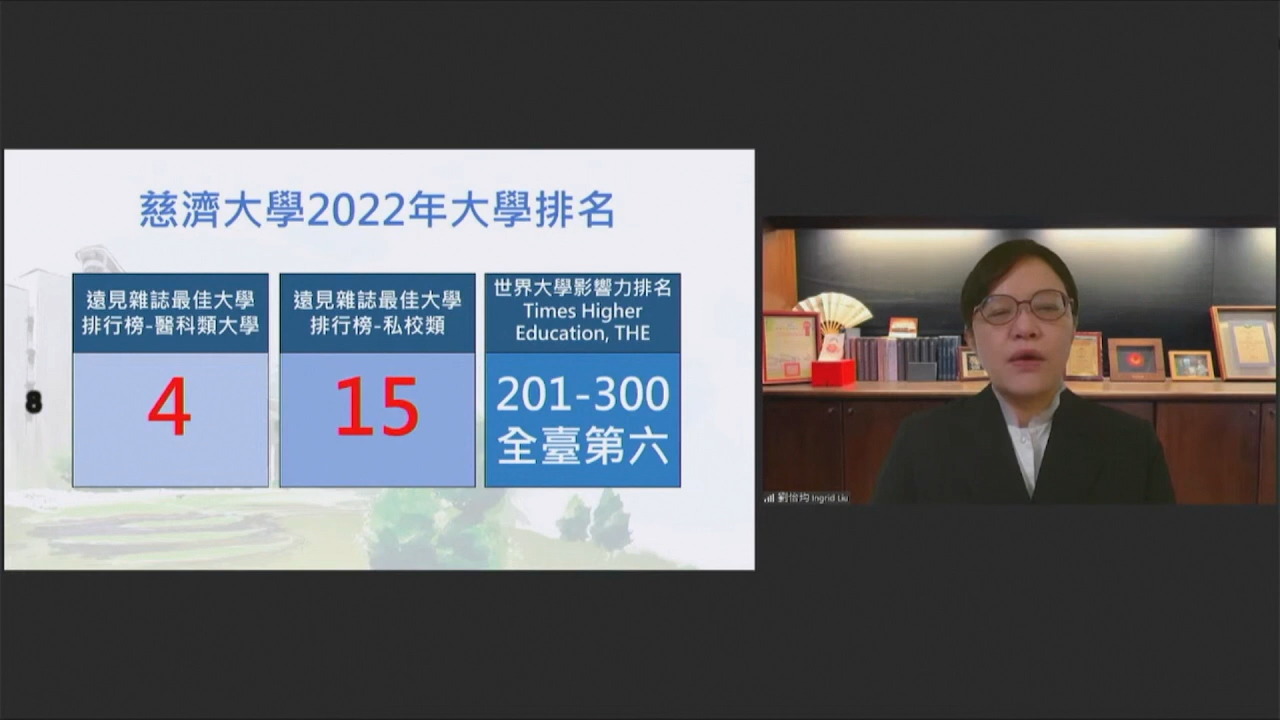 慈濟大學2022年大學排名
遠見雜誌最佳大學
排行榜-醫科類大學
4
遠見雜誌最佳大學
排行榜-私校類
15
世界大學影響力排名
Times Higher
Education, THE
201-300
全臺第六
8
劉怡均 Ingrid Liu